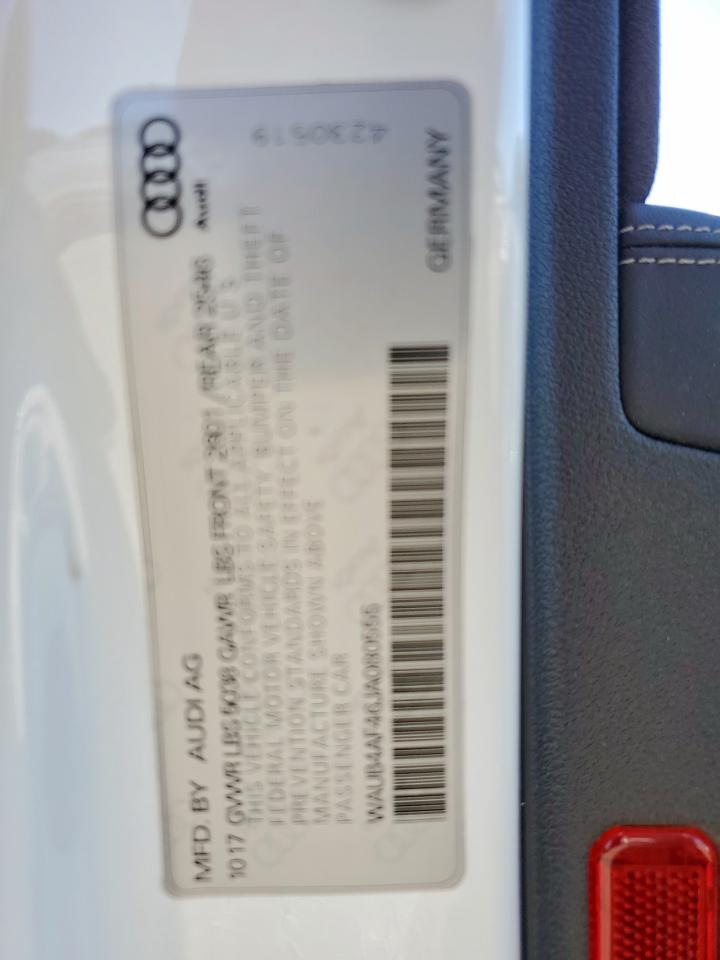 MFD. BY AUDI AG
10 17 GVWR LBS 5038 GAWR LBS FRONT 2601 /REAR 2546
THIS VEHICLE CONFORMS TO ALL APPLICABLE U S
FEDERAL MOTOR VEHICLE SAFETY BUMPER AND THEFT
PREVENTION STANDARDS IN EFFECT ON THE DATE OF
MANUFACTURE SHOWN ABOVE
PASSENGER CAR
Audi
GERMANY
4230519